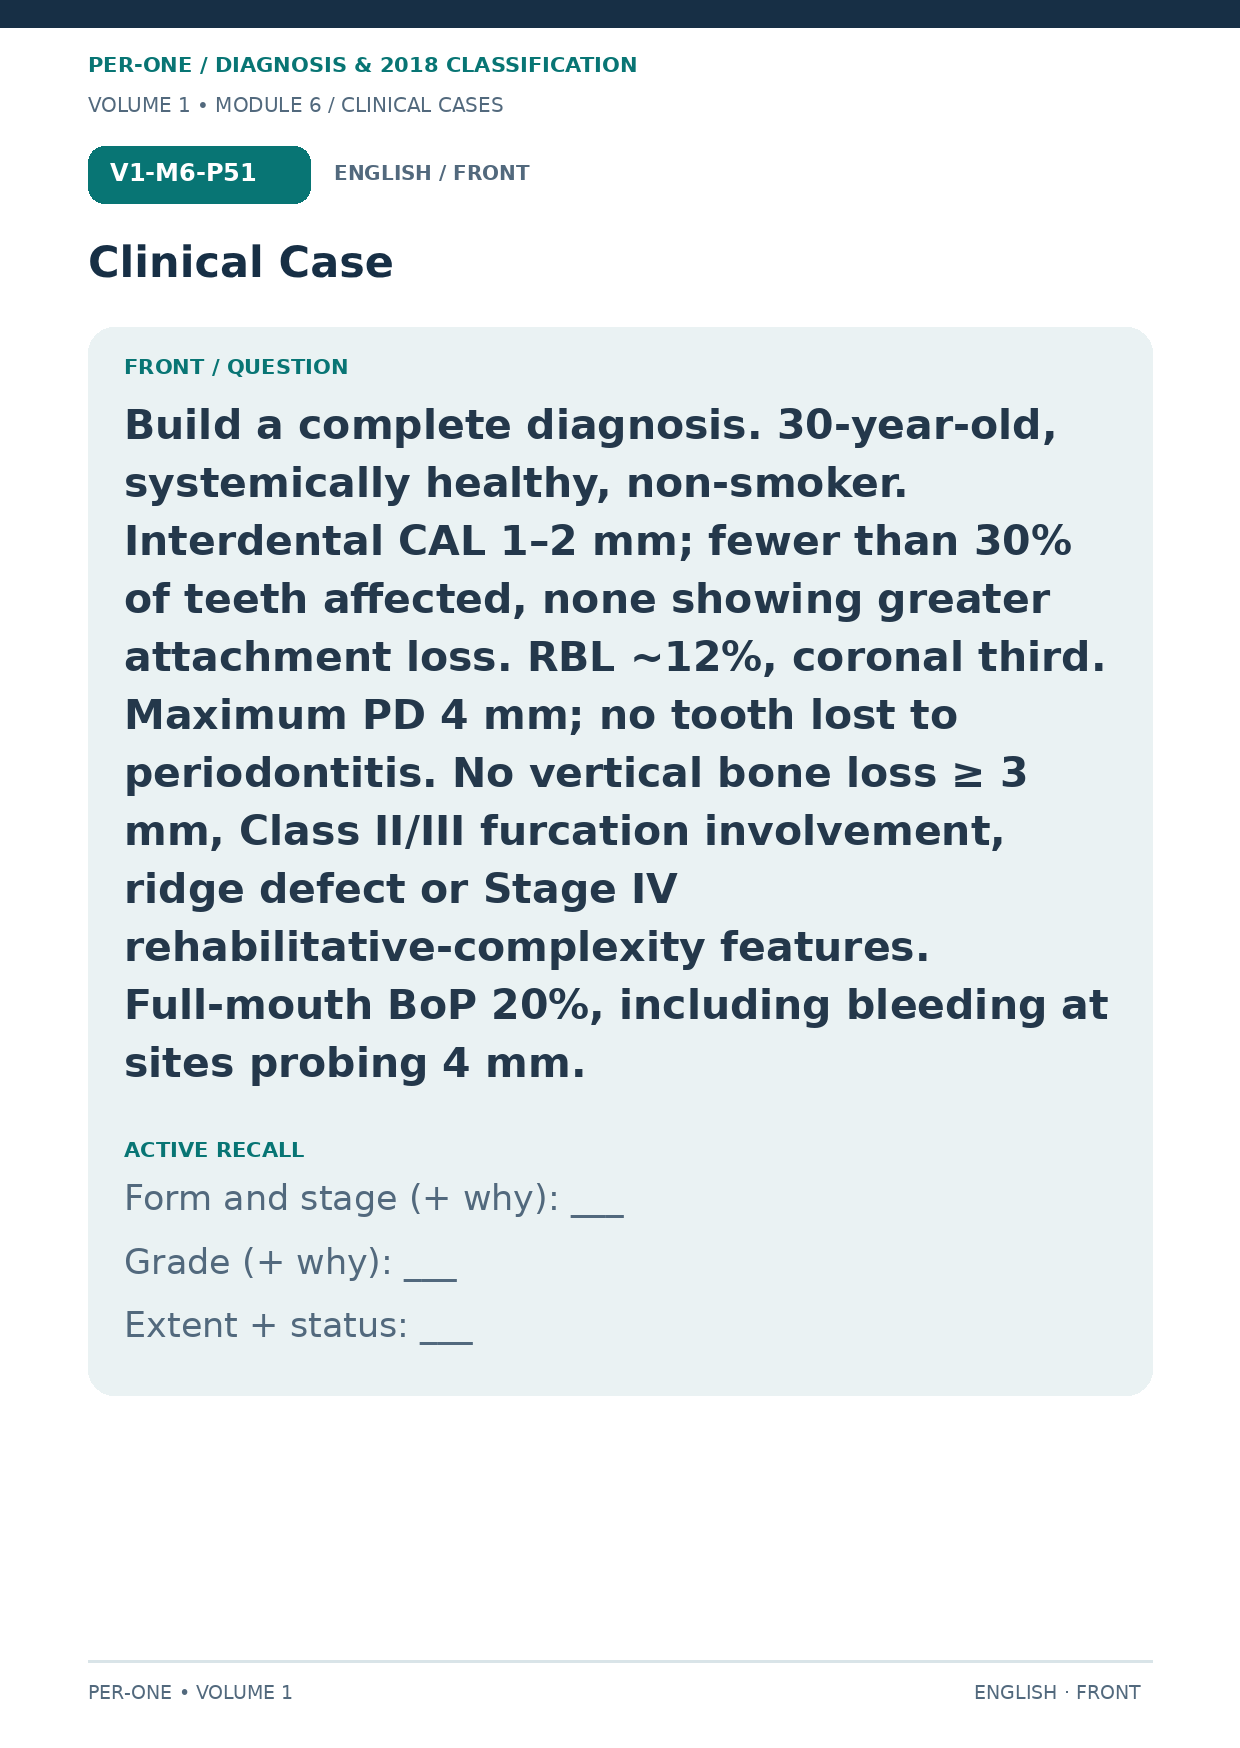 PER-ONE / DIAGNOSIS & 2018 CLASSIFICATION
VOLUME 1 • MODULE 6 / CLINICAL CASES
V1-M6-P51
ENGLISH / FRONT
Clinical Case
FRONT / QUESTION
Build a complete diagnosis. 30-year-old,
systemically healthy, non-smoker.
Interdental CAL 1–2 mm; fewer than 30%
of teeth affected, none showing greater
attachment loss. RBL ~12%, coronal third.
Maximum PD 4 mm; no tooth lost to
periodontitis. No vertical bone loss ≥ 3
mm, Class II/III furcation involvement,
ridge defect or Stage IV
rehabilitative-complexity features.
Full-mouth BoP 20%, including bleeding at
sites probing 4 mm.
ACTIVE RECALL
Form and stage (+ why): ___
Grade (+ why): ___
Extent + status: ___
PER-ONE • VOLUME 1
ENGLISH · FRONT